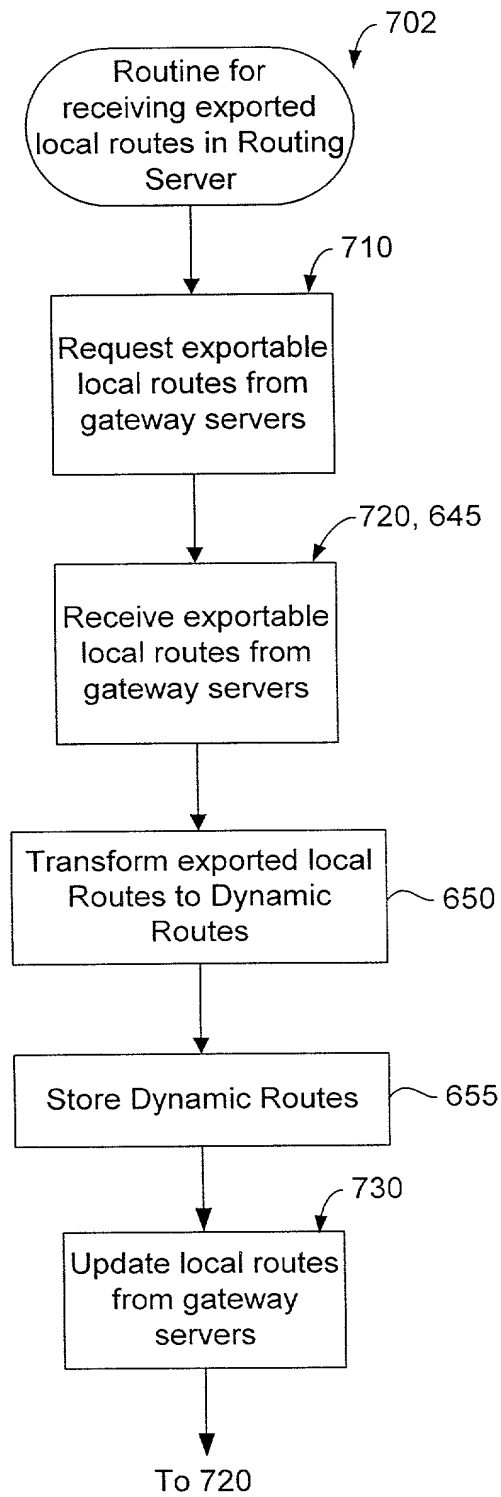 702
Routine for
receiving exported
local routes in Routing
Server
710
Request exportable
local routes from
gateway servers
720, 645
Receive exportable
local routes from
gateway servers
Transform exported local
Routes to Dynamic
Routes
650
Store Dynamic Routes
655
730
Update local routes
from gateway
servers
To 720